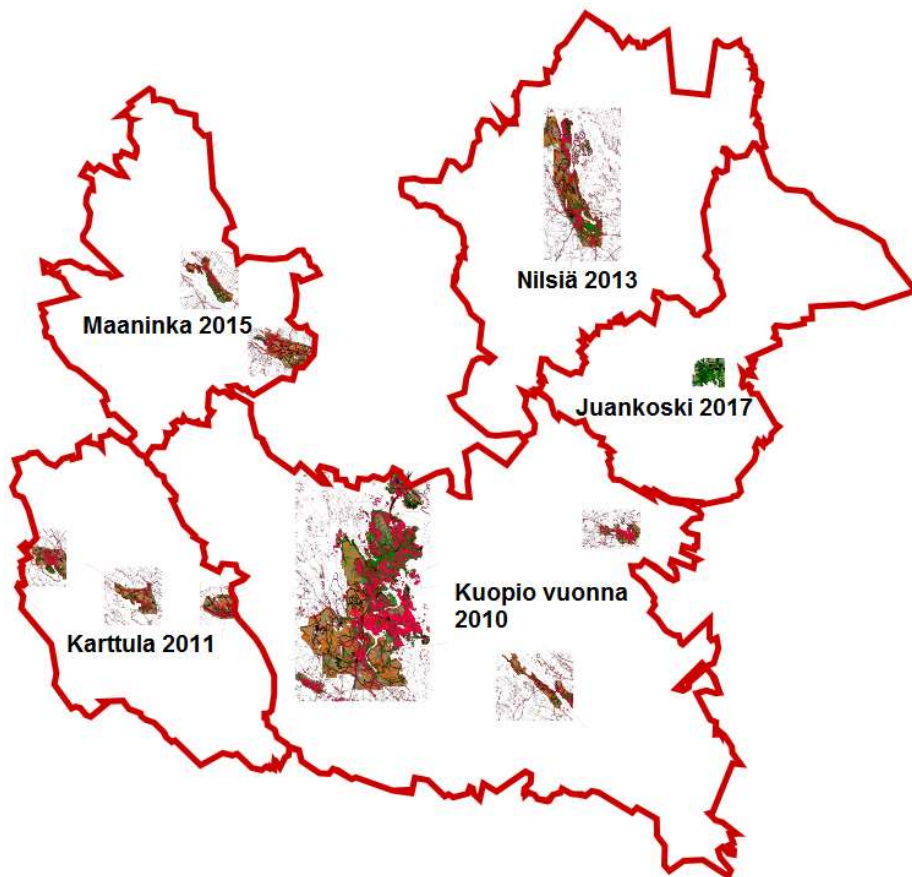 Nilsiä 2013
Maaninka 2015
Juankoski 2017
Kuopio vuonna
2010
Karttula 2011